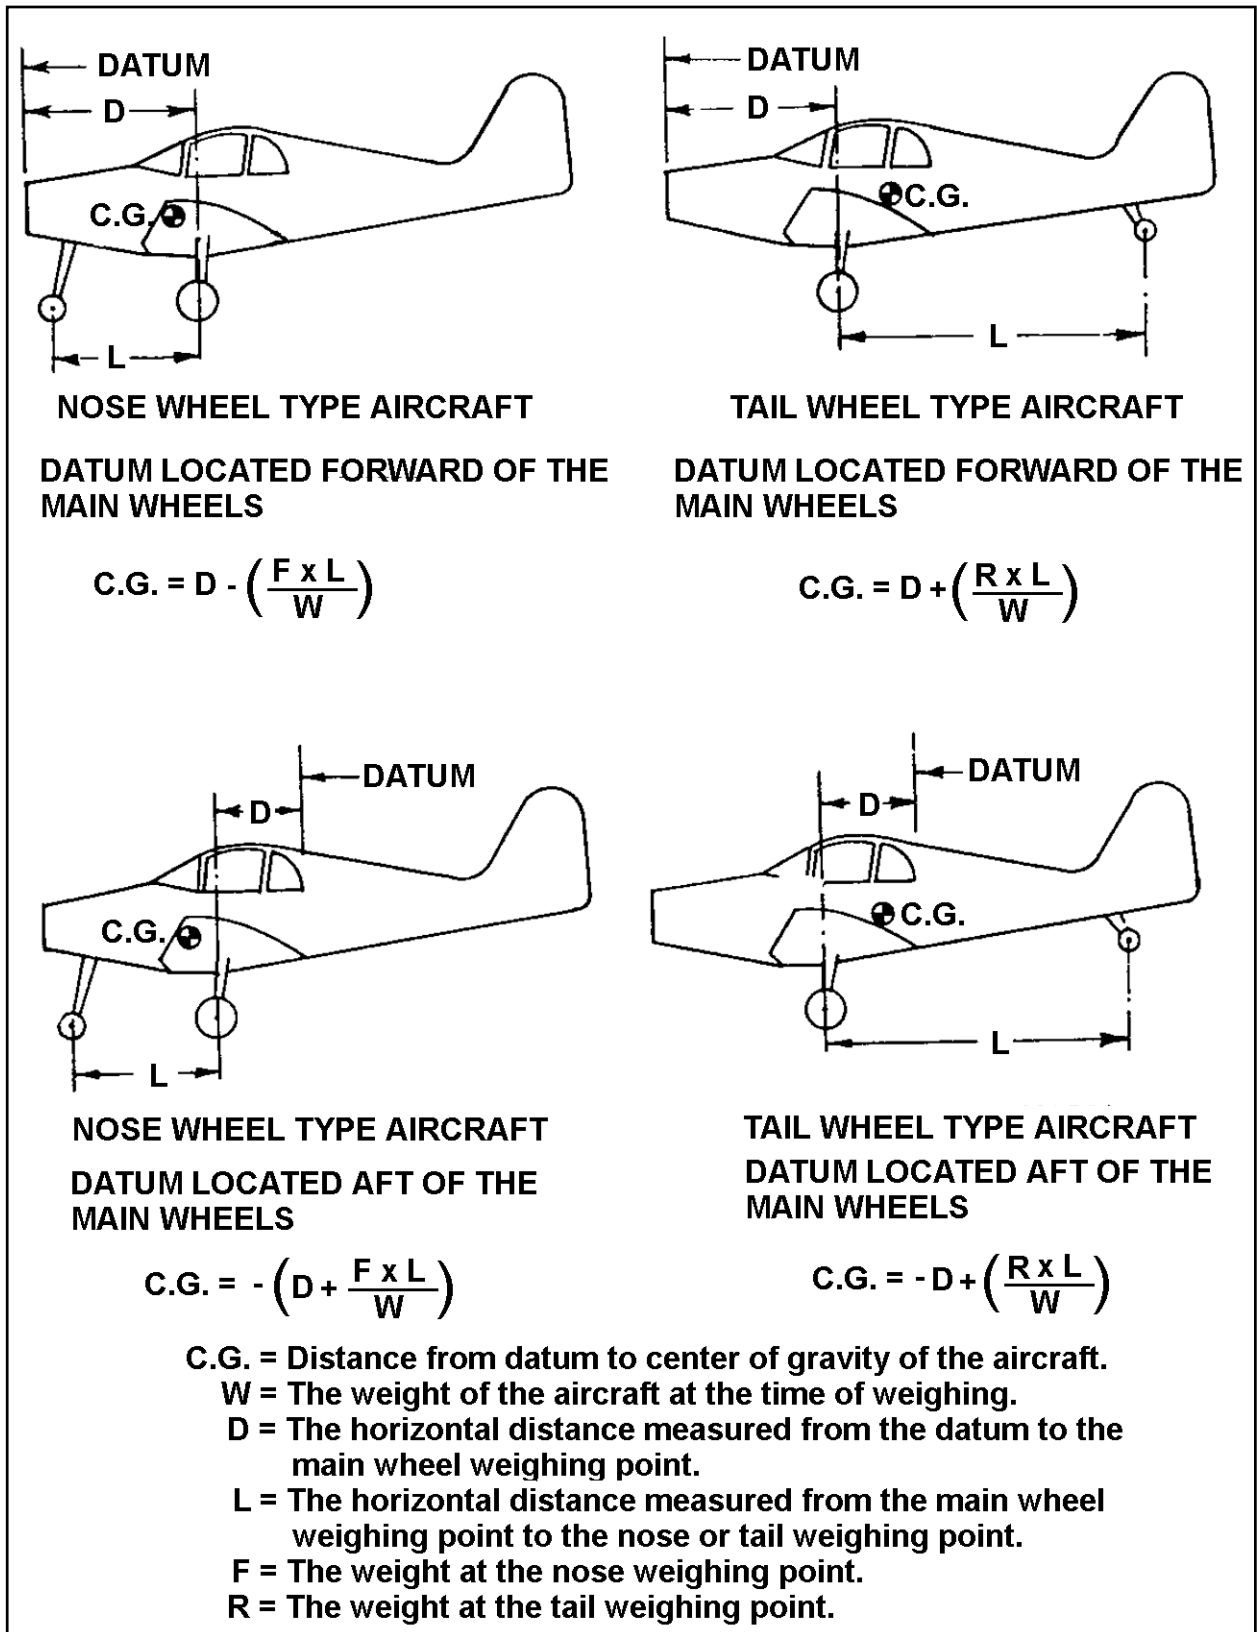 DATUM
D
C.G.
L
NOSE WHEEL TYPE AIRCRAFT
DATUM LOCATED FORWARD OF THE
MAIN WHEELS
C.G. = D - (F x L / W)
DATUM
D
C.G.
L
TAIL WHEEL TYPE AIRCRAFT
DATUM LOCATED FORWARD OF THE
MAIN WHEELS
C.G. = D + (R x L / W)
DATUM
D
C.G.
L
NOSE WHEEL TYPE AIRCRAFT
DATUM LOCATED AFT OF THE
MAIN WHEELS
C.G. = - (D + F x L / W)
DATUM
D
C.G.
L
TAIL WHEEL TYPE AIRCRAFT
DATUM LOCATED AFT OF THE
MAIN WHEELS
C.G. = - D + (R x L / W)
C.G. = Distance from datum to center of gravity of the aircraft.
W = The weight of the aircraft at the time of weighing.
D = The horizontal distance measured from the datum to the
main wheel weighing point.
L = The horizontal distance measured from the main wheel
weighing point to the nose or tail weighing point.
F = The weight at the nose weighing point.
R = The weight at the tail weighing point.